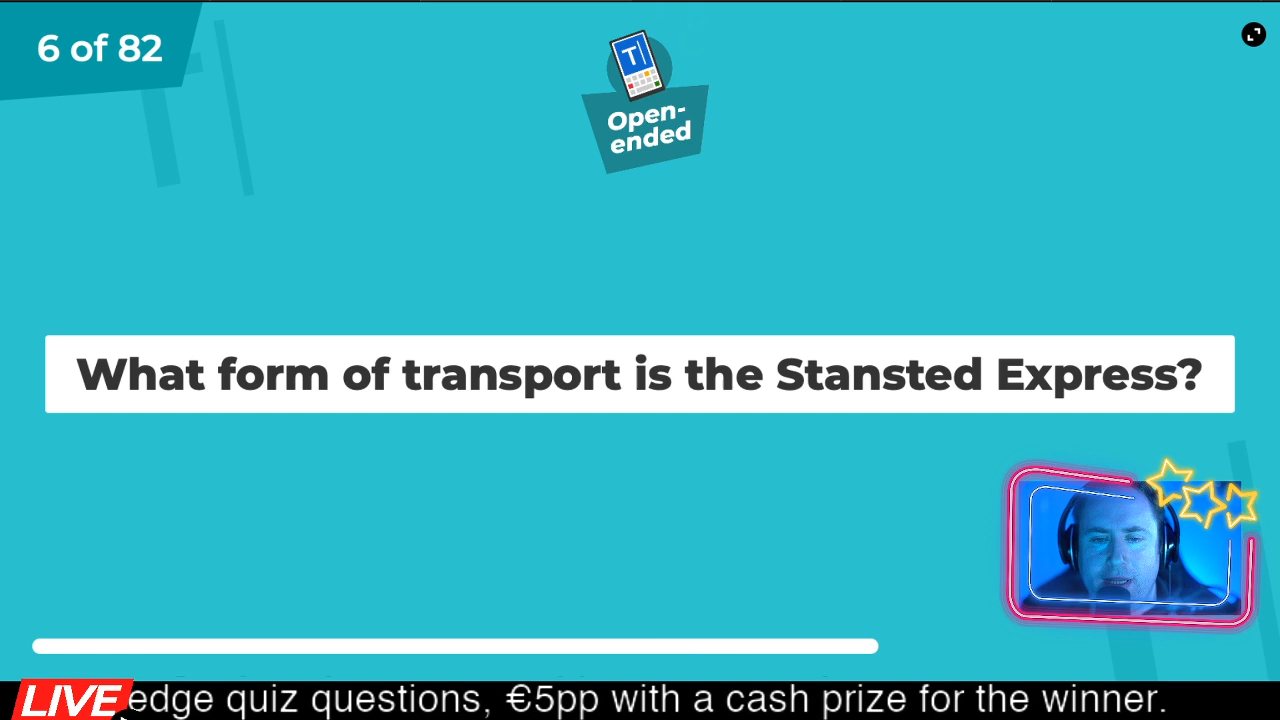 6 of 82
T
Open-
ended
What form of transport is the Stansted Express?
LIVE
edge quiz questions, €5pp with a cash prize for the winner.